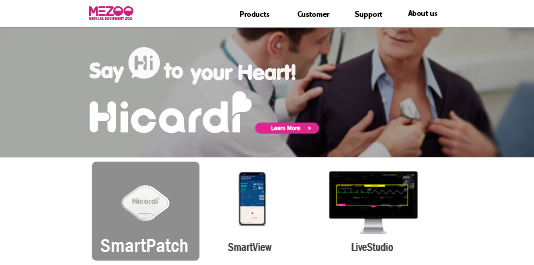 MEZOO
MEDICAL EQUIPMENT ZOO
Products Customer Support About us
Say Hi to your Heart!
Hicardi
Learn More >
Hicardi
SmartPatch
SmartView
LiveStudio